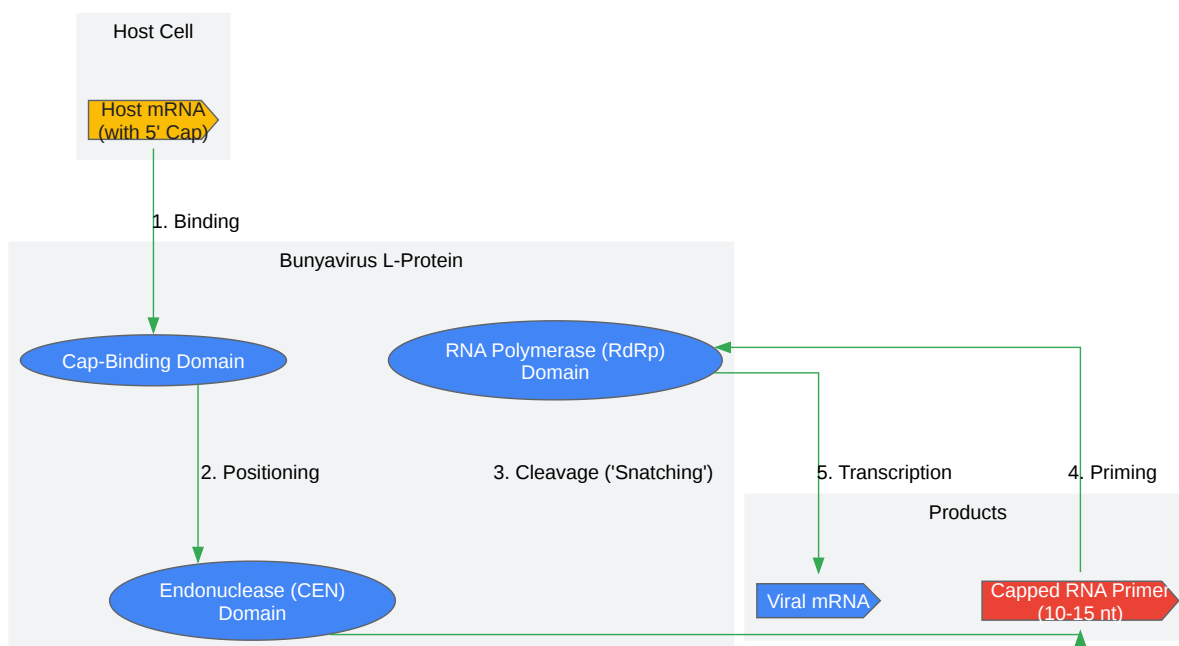 Host Cell
Host mRNA
(with 5' Cap)
1. Binding
Bunyavirus L-Protein
Cap-Binding Domain
RNA Polymerase (RdRp)
Domain
2. Positioning
3. Cleavage ('Snatching')
5. Transcription
4. Priming
Products
Endonuclease (CEN)
Domain
Viral mRNA
Capped RNA Primer
(10-15 nt)